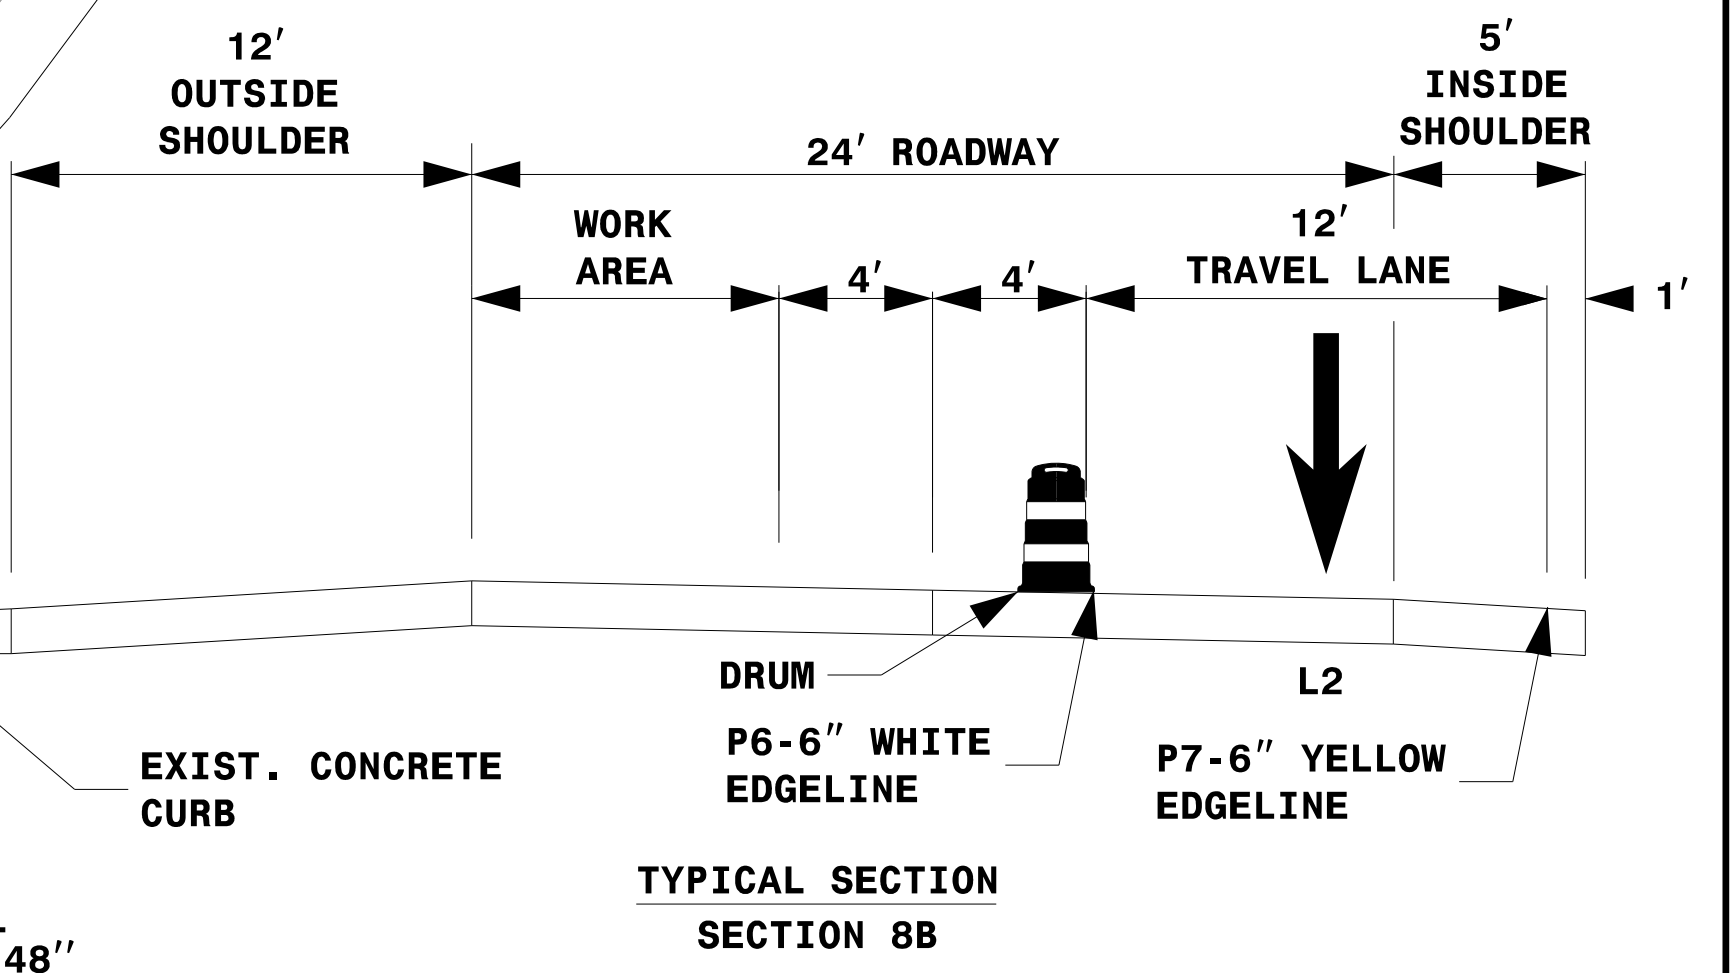 12'
OUTSIDE
SHOULDER
24' ROADWAY
5'
INSIDE
SHOULDER
WORK
AREA
4'
4'
12'
TRAVEL LANE
1'
DRUM
L2
P6-6" WHITE
EDGELINE
P7-6" YELLOW
EDGELINE
EXIST. CONCRETE
CURB
TYPICAL SECTION
SECTION 8B
48"